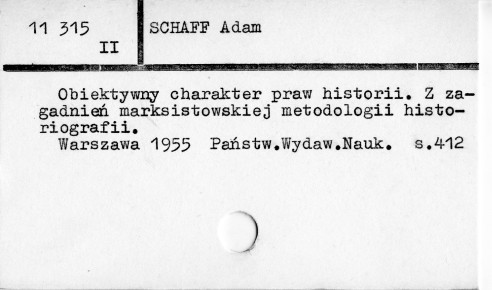 11 315
II
SCHAFF Adam
Obiektywny charakter praw historii. Z za-
gadnień marksistowskiej metodologii histo-
riografii.
Warszawa 1955 Państw.Wydaw.Nauk. s.412